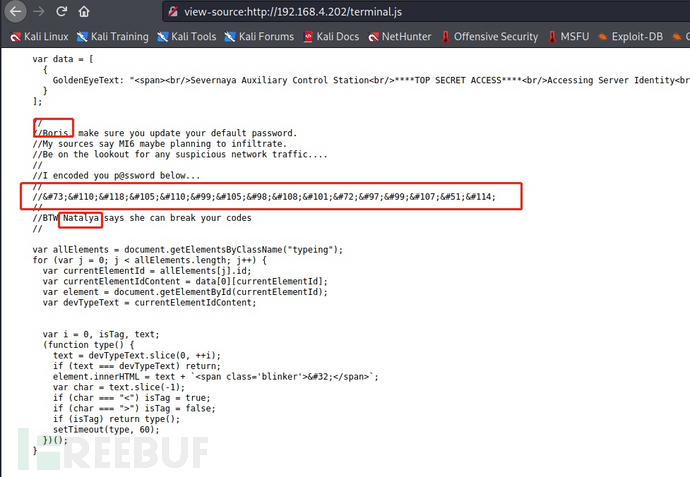 view-source:http://192.168.4.202/terminal.js
Kali Linux Kali Training Kali Tools Kali Forums Kali Docs NetHunter Offensive Security MSFU Exploit-DB
var data = [
{
GoldenEyeText: "<span><br/>Severnaya Auxiliary Control Station<br/>****TOP SECRET ACCESS****<br/>Accessing Server Identity<br
}
];
//
//Boris, make sure you update your default password.
//My sources say MI6 maybe planning to infiltrate.
//Be on the lookout for any suspicious network traffic....
//
//I encoded you p@ssword below...
//
//&#73;&#110;&#118;&#105;&#110;&#99;&#105;&#98;&#108;&#101;&#72;&#97;&#99;&#107;&#51;&#114;
//
//BTW Natalya says she can break your codes
//
var allElements = document.getElementsByClassName("typeing");
for (var j = 0; j < allElements.length; j++) {
var currentElementId = allElements[j].id;
var currentElementIdContent = data[0][currentElementId];
var element = document.getElementById(currentElementId);
var devTypeText = currentElementIdContent;
var i = 0, isTag, text;
(function type() {
text = devTypeText.slice(0, ++i);
if (text === devTypeText) return;
element.innerHTML = text + `<span class='blinker'>&#32;</span>`;
var char = text.slice(-1);
if (char === "<") isTag = true;
if (char === ">") isTag = false;
if (isTag) return type();
setTimeout(type, 60);
})();
}
FREEBUF